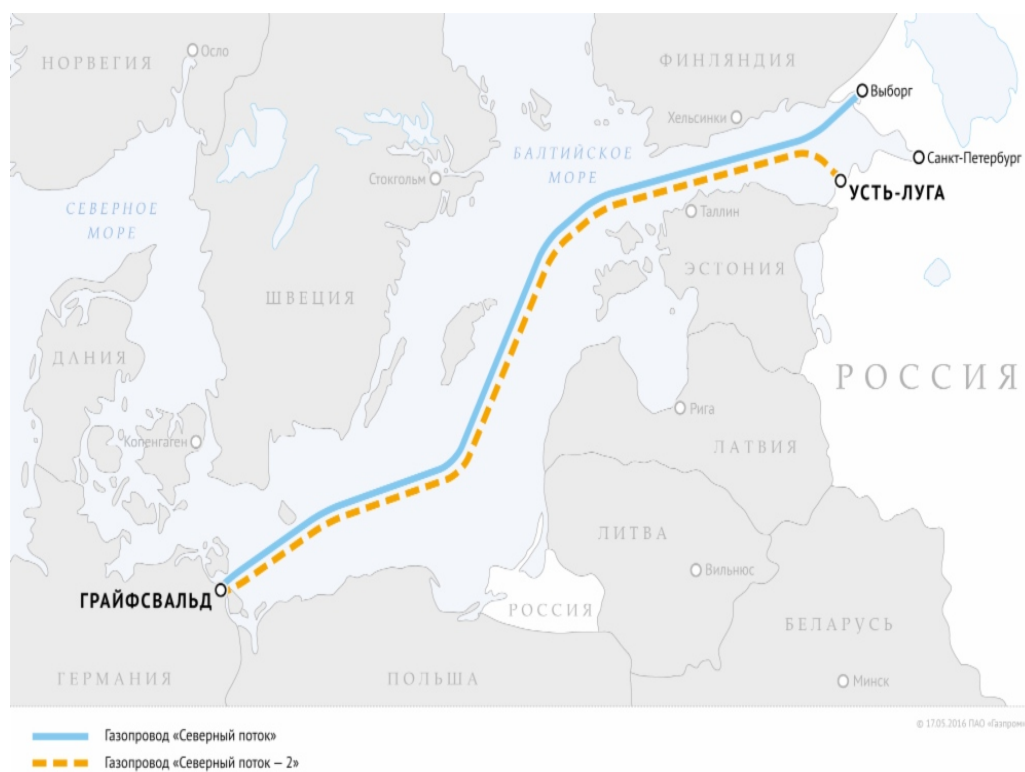 НОРВЕГИЯ
Осло
ФИНЛЯНДИЯ
Хельсинки
Выборг
Санкт-Петербург
УСТЬ-ЛУГА
БАЛТИЙСКОЕ
МОРЕ
Стокгольм
СЕВЕРНОЕ
МОРЕ
Таллин
ЭСТОНИЯ
ШВЕЦИЯ
ДАНИЯ
РОССИЯ
Рига
Копенгаген
ЛАТВИЯ
ЛИТВА
Вильнюс
ГРАЙФСВАЛЬД
РОССИЯ
БЕЛАРУСЬ
ГЕРМАНИЯ
ПОЛЬША
Минск
© 17.05.2016 ПАО «Газпром
Газопровод «Северный поток»
Газопровод «Северный поток — 2»